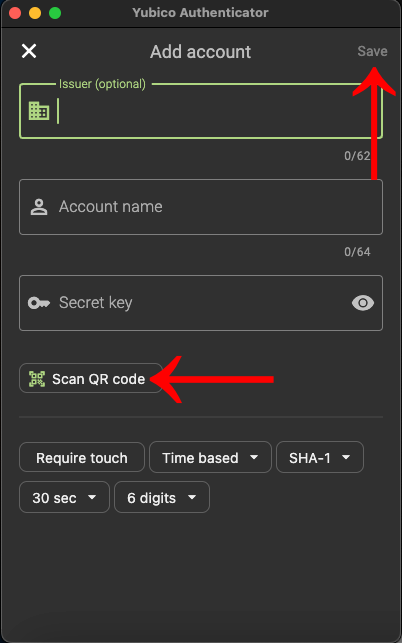 Yubico Authenticator
Add account
Save
Issuer (optional)
0/62
Account name
0/64
Secret key
Scan QR code
Require touch
Time based
SHA-1
30 sec
6 digits